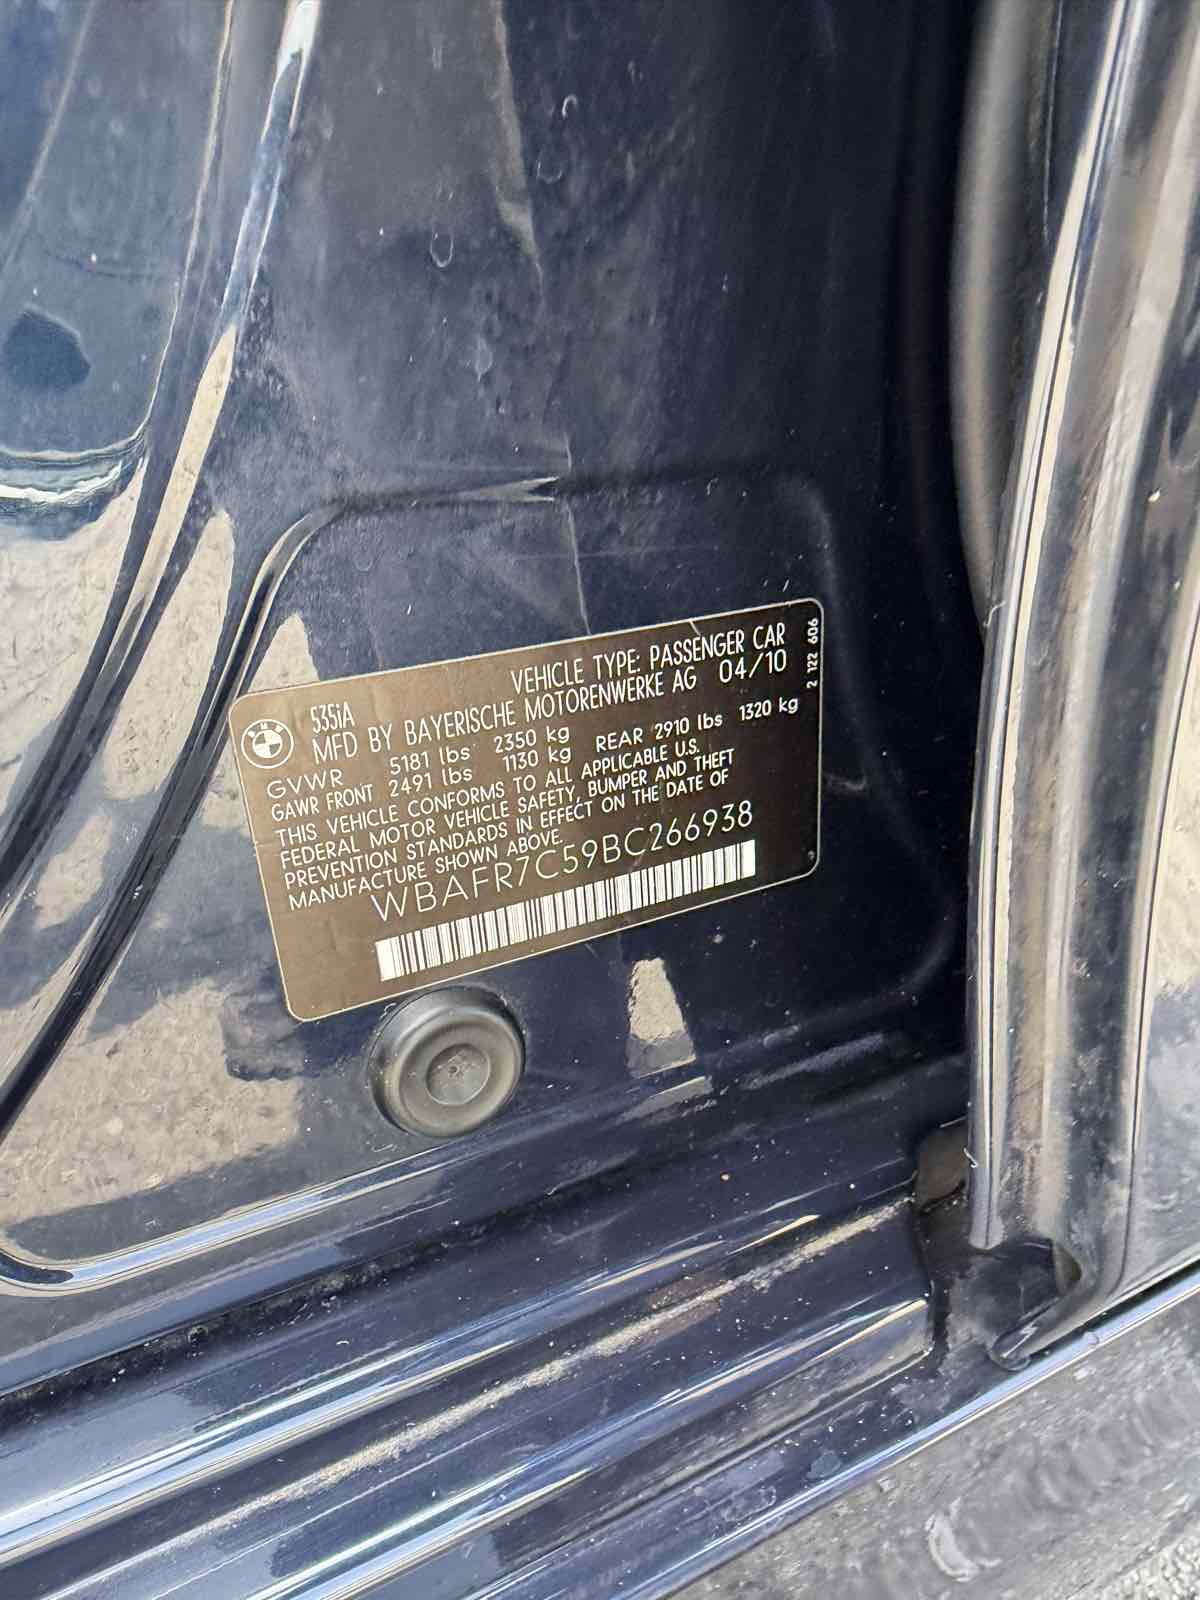 535iA VEHICLE TYPE: PASSENGER CAR
MFD BY BAYERISCHE MOTORENWERKE AG 04/10
GVWR 5181 lbs 2350 kg
GAWR FRONT 2491 lbs 1130 kg REAR 2910 lbs 1320 kg
THIS VEHICLE CONFORMS TO ALL APPLICABLE U.S.
FEDERAL MOTOR VEHICLE SAFETY, BUMPER AND THEFT
PREVENTION STANDARDS IN EFFECT ON THE DATE OF
MANUFACTURE SHOWN ABOVE.
WBAFR7C59BC266938
2 122 606
BMW